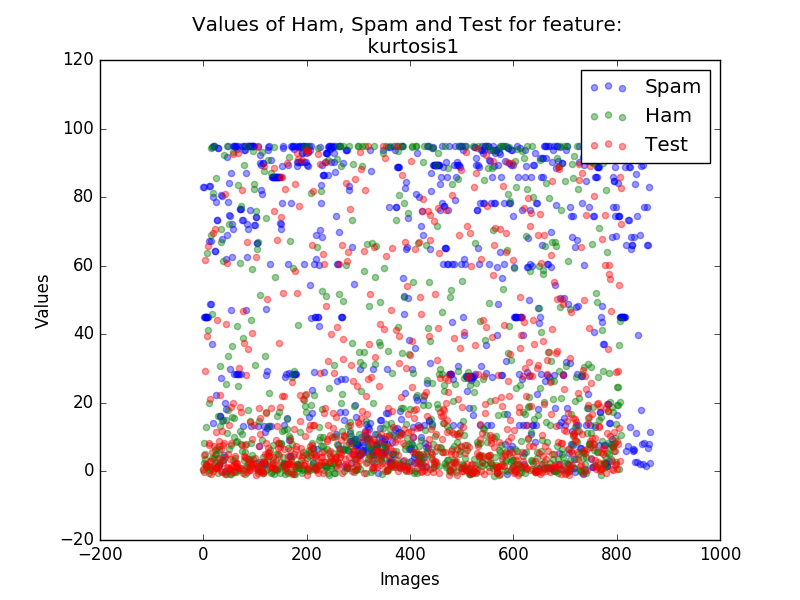 Values of Ham, Spam and Test for feature:
kurtosis1
120
100
80
60
40
20
0
−20
Values
Spam
Ham
Test
−200
0
200
400
600
800
1000
Images